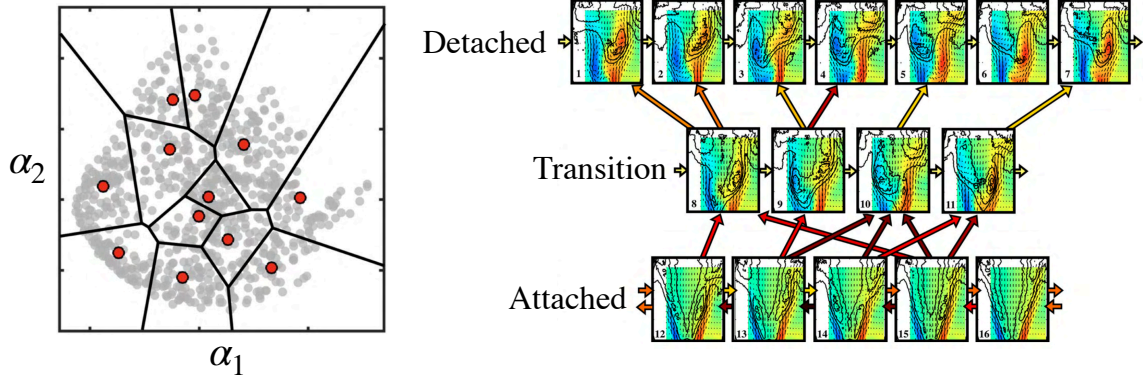 α₂
α₁
Detached
1 2 3 4 5 6 7
Transition
8 9 10 11
Attached
12 13 14 15 16